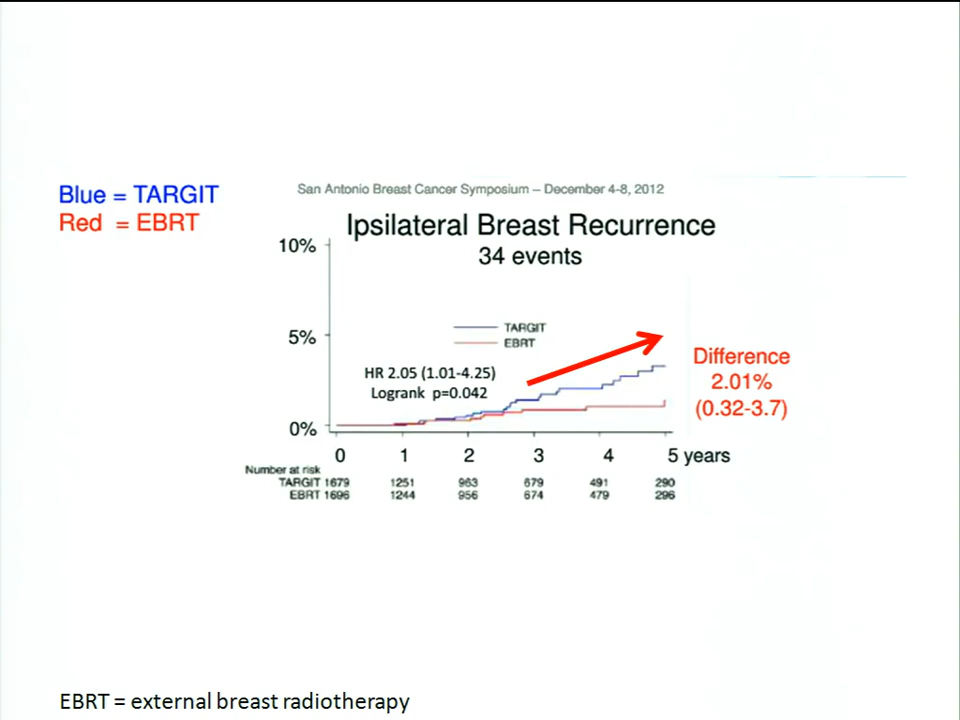 Blue = TARGIT
Red = EBRT
San Antonio Breast Cancer Symposium – December 4-8, 2012
Ipsilateral Breast Recurrence
34 events
10%
5%
0%
TARGIT
EBRT
HR 2.05 (1.01-4.25)
Logrank p=0.042
Difference
2.01%
(0.32-3.7)
0 1 2 3 4 5 years
Number at risk
TARGIT 1679 1251 963 679 491 290
EBRT 1696 1244 956 674 479 296
EBRT = external breast radiotherapy